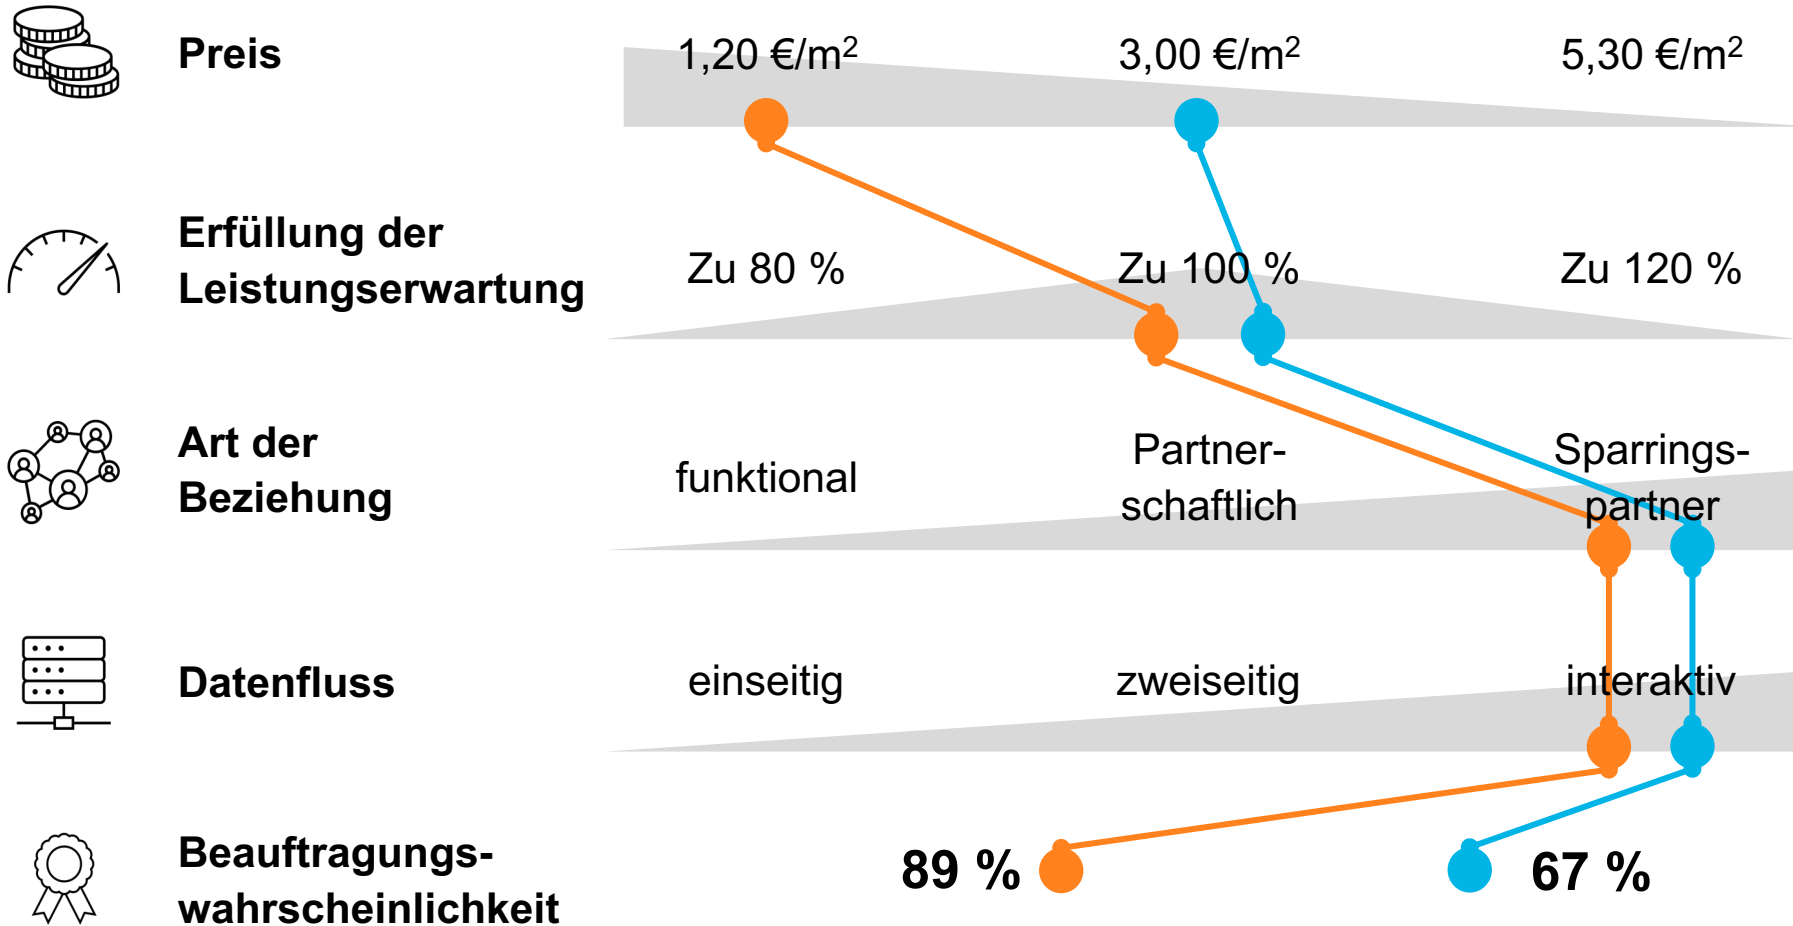 Preis
1,20 €/m²
3,00 €/m²
5,30 €/m²
Erfüllung der
Leistungserwartung
Zu 80 %
Zu 100 %
Zu 120 %
Art der
Beziehung
funktional
Partner-
schaftlich
Sparrings-
partner
Datenfluss
einseitig
zweiseitig
interaktiv
Beauftragungs-
wahrscheinlichkeit
89 %
67 %